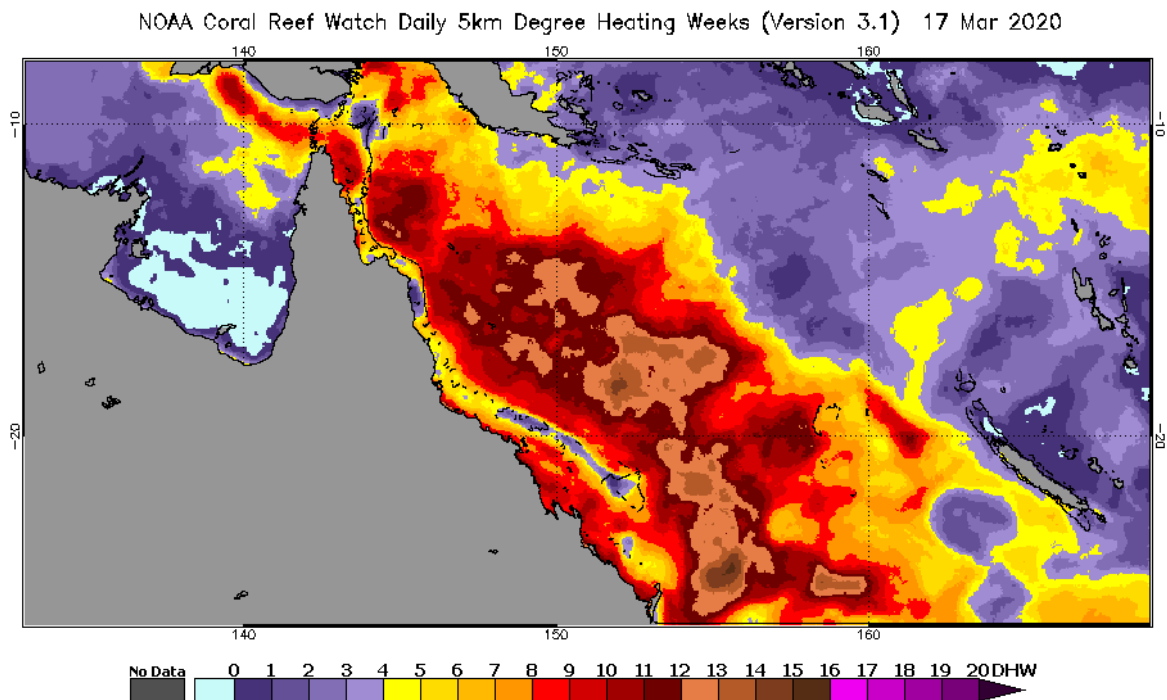 NOAA Coral Reef Watch Daily 5km Degree Heating Weeks (Version 3.1) 17 Mar 2020
140 150 160
-10 -10
-20 -20
140 150 160
No Data 0 1 2 3 4 5 6 7 8 9 10 11 12 13 14 15 16 17 18 19 20 DHW